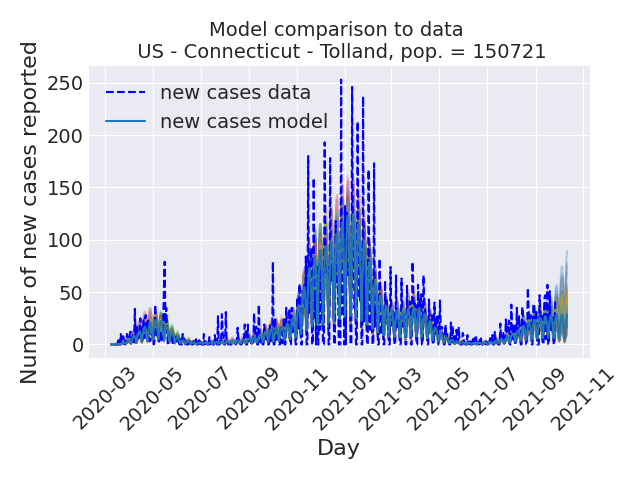 Model comparison to data
US - Connecticut - Tolland, pop. = 150721
Number of new cases reported
250
200
150
100
50
0
new cases data
new cases model
2020-03
2020-05
2020-07
2020-09
2020-11
2021-01
2021-03
2021-05
2021-07
2021-09
2021-11
Day